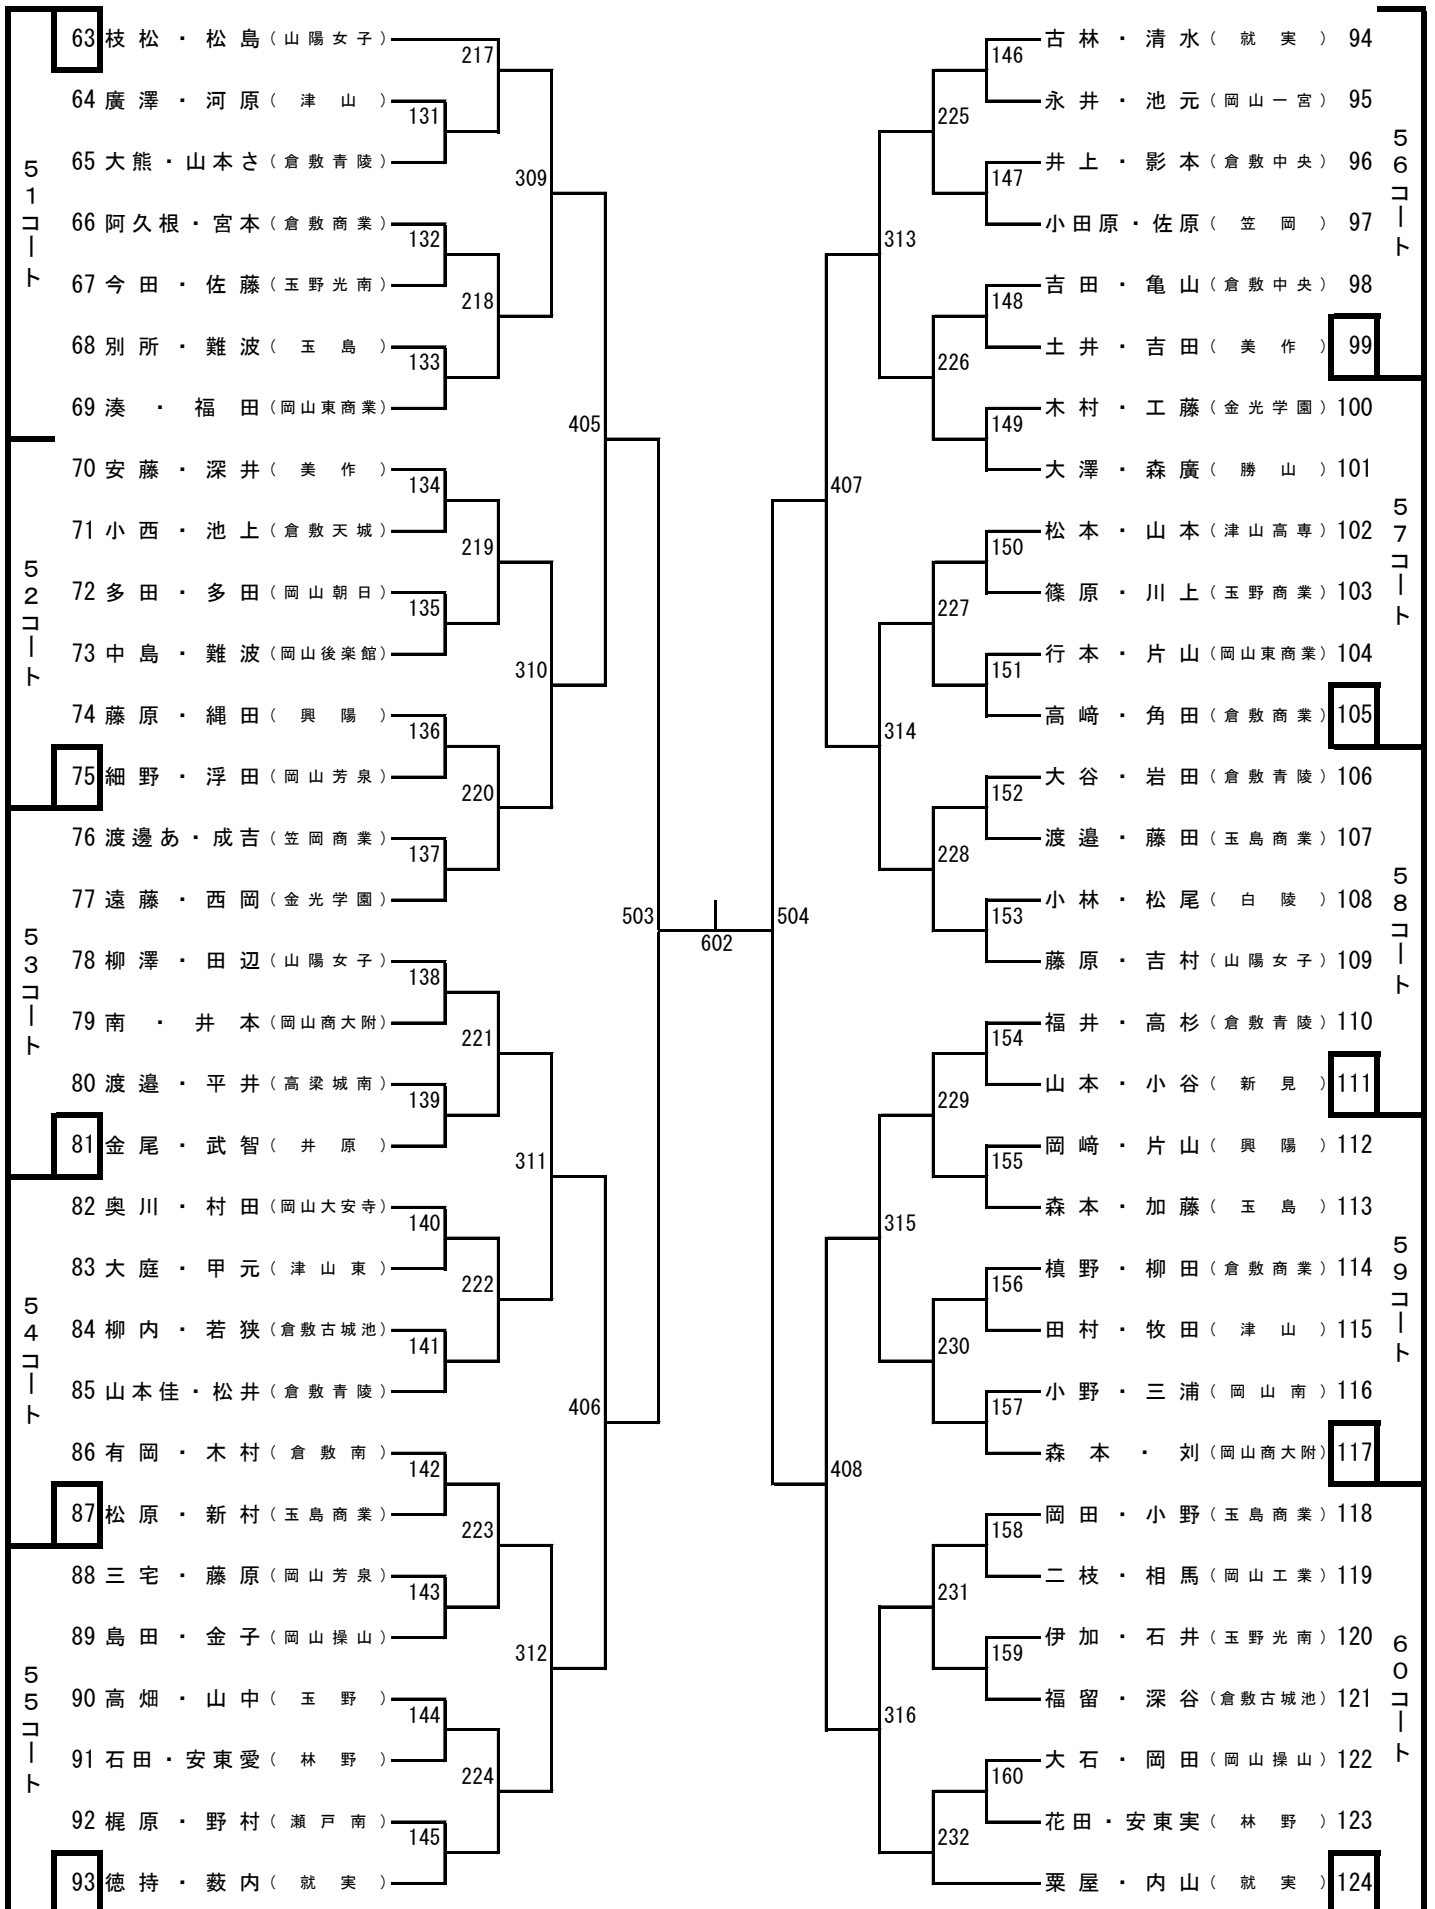 51コート
63 枝松・松島（山陽女子）
64 廣澤・河原（津山）
65 大熊・山本さ（倉敷青陵）
66 阿久根・宮本（倉敷商業）
67 今田・佐藤（玉野光南）
68 別所・難波（玉島）
69 湊・福田（岡山東商業）
52コート
70 安藤・深井（美作）
71 小西・池上（倉敷天城）
72 多田・多田（岡山朝日）
73 中島・難波（岡山後楽館）
74 藤原・縄田（興陽）
75 細野・浮田（岡山芳泉）
53コート
76 渡邊あ・成吉（笠岡商業）
77 遠藤・西岡（金光学園）
78 柳澤・田辺（山陽女子）
79 南・井本（岡山商大附）
80 渡邉・平井（高梁城南）
81 金尾・武智（井原）
54コート
82 奥川・村田（岡山大安寺）
83 大庭・甲元（津山東）
84 柳内・若狭（倉敷古城池）
85 山本佳・松井（倉敷青陵）
86 有岡・木村（倉敷南）
87 松原・新村（玉島商業）
55コート
88 三宅・藤原（岡山芳泉）
89 島田・金子（岡山操山）
90 高畑・山中（玉野）
91 石田・安東愛（林野）
92 梶原・野村（瀬戸南）
93 徳持・薮内（就実）
217
131
132
218
133
309
134
219
135
136
220
137
310
405
138
221
139
140
222
141
311
142
223
143
144
224
145
312
406
503
602
504
407
313
225
146
147
226
148
149
314
227
150
151
228
152
153
408
315
229
154
155
230
156
157
316
231
158
159
232
160
56コート
古林・清水（就実） 94
永井・池元（岡山一宮） 95
井上・影本（倉敷中央） 96
小田原・佐原（笠岡） 97
吉田・亀山（倉敷中央） 98
土井・吉田（美作） 99
57コート
木村・工藤（金光学園） 100
大澤・森廣（勝山） 101
松本・山本（津山高専） 102
篠原・川上（玉野商業） 103
行本・片山（岡山東商業） 104
高﨑・角田（倉敷商業） 105
58コート
大谷・岩田（倉敷青陵） 106
渡邉・藤田（玉島商業） 107
小林・松尾（白陵） 108
藤原・吉村（山陽女子） 109
福井・高杉（倉敷青陵） 110
山本・小谷（新見） 111
59コート
岡﨑・片山（興陽） 112
森本・加藤（玉島） 113
槙野・柳田（倉敷商業） 114
田村・牧田（津山） 115
小野・三浦（岡山南） 116
森本・刘（岡山商大附） 117
60コート
岡田・小野（玉島商業） 118
二枝・相馬（岡山工業） 119
伊加・石井（玉野光南） 120
福留・深谷（倉敷古城池） 121
大石・岡田（岡山操山） 122
花田・安東実（林野） 123
粟屋・内山（就実） 124